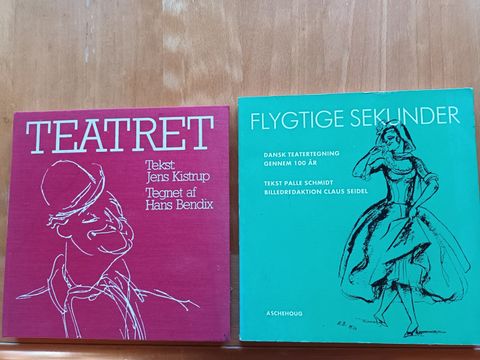 TEATRET
Tekst
Jens Kistrup
Tegnet af
Hans Bendix
FLYGTIGE SEKUNDER
DANSK TEATERTEGNING
GENNEM 100 ÅR
TEKST PALLE SCHMIDT
BILLEDREDAKTION CLAUS SEIDEL
ASCHEHOUG